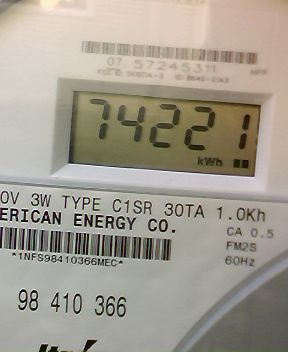 07 57245311
74221
kWh
0V 3W TYPE C1SR 30TA 1.0Kh
ERICAN ENERGY CO.
CA 0.5
FM2S
60Hz
*1NFS98410366MEC*
98 410 366